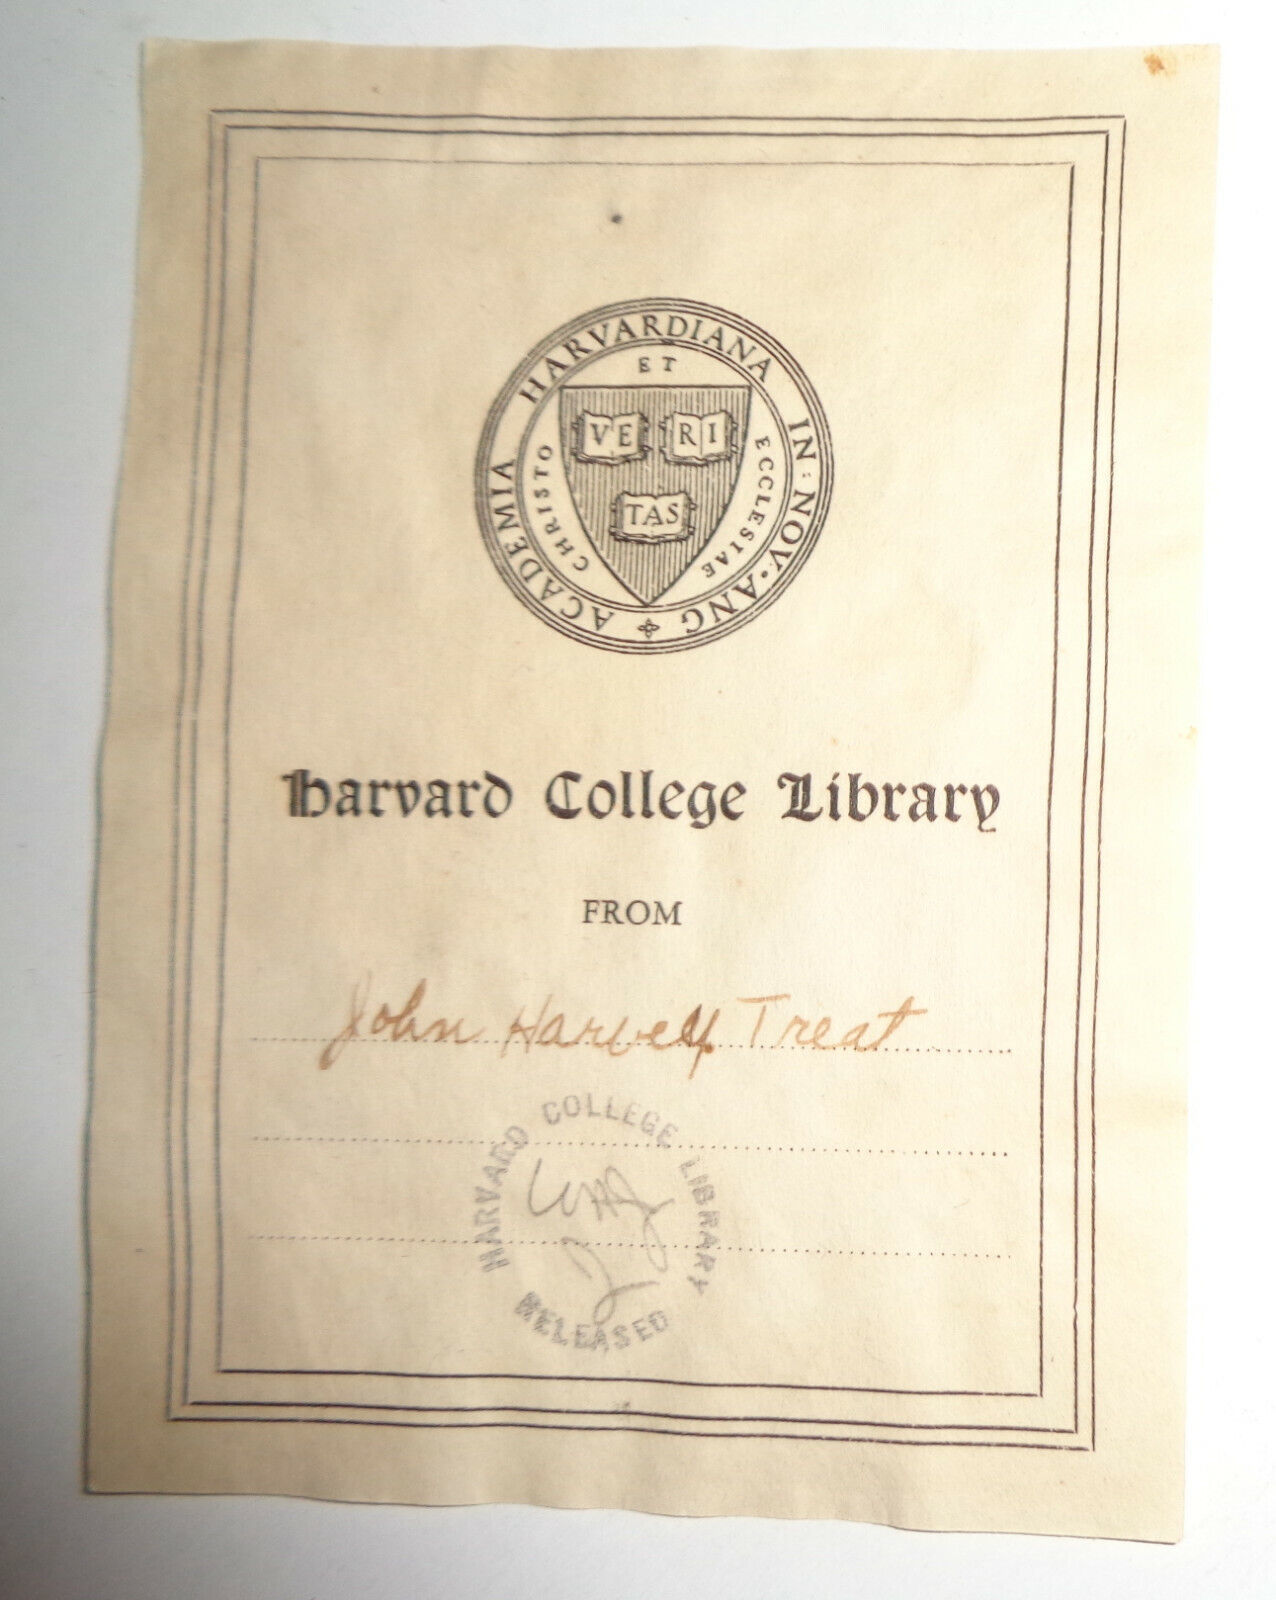 ACADEMIA HARVARDIANA IN: NOV. ANG
CHRISTO ET ECCLESIAE
VE RI
TAS
Harvard College Library
FROM
John Harvey Treat
HARVARD COLLEGE LIBRARY
RELEASED